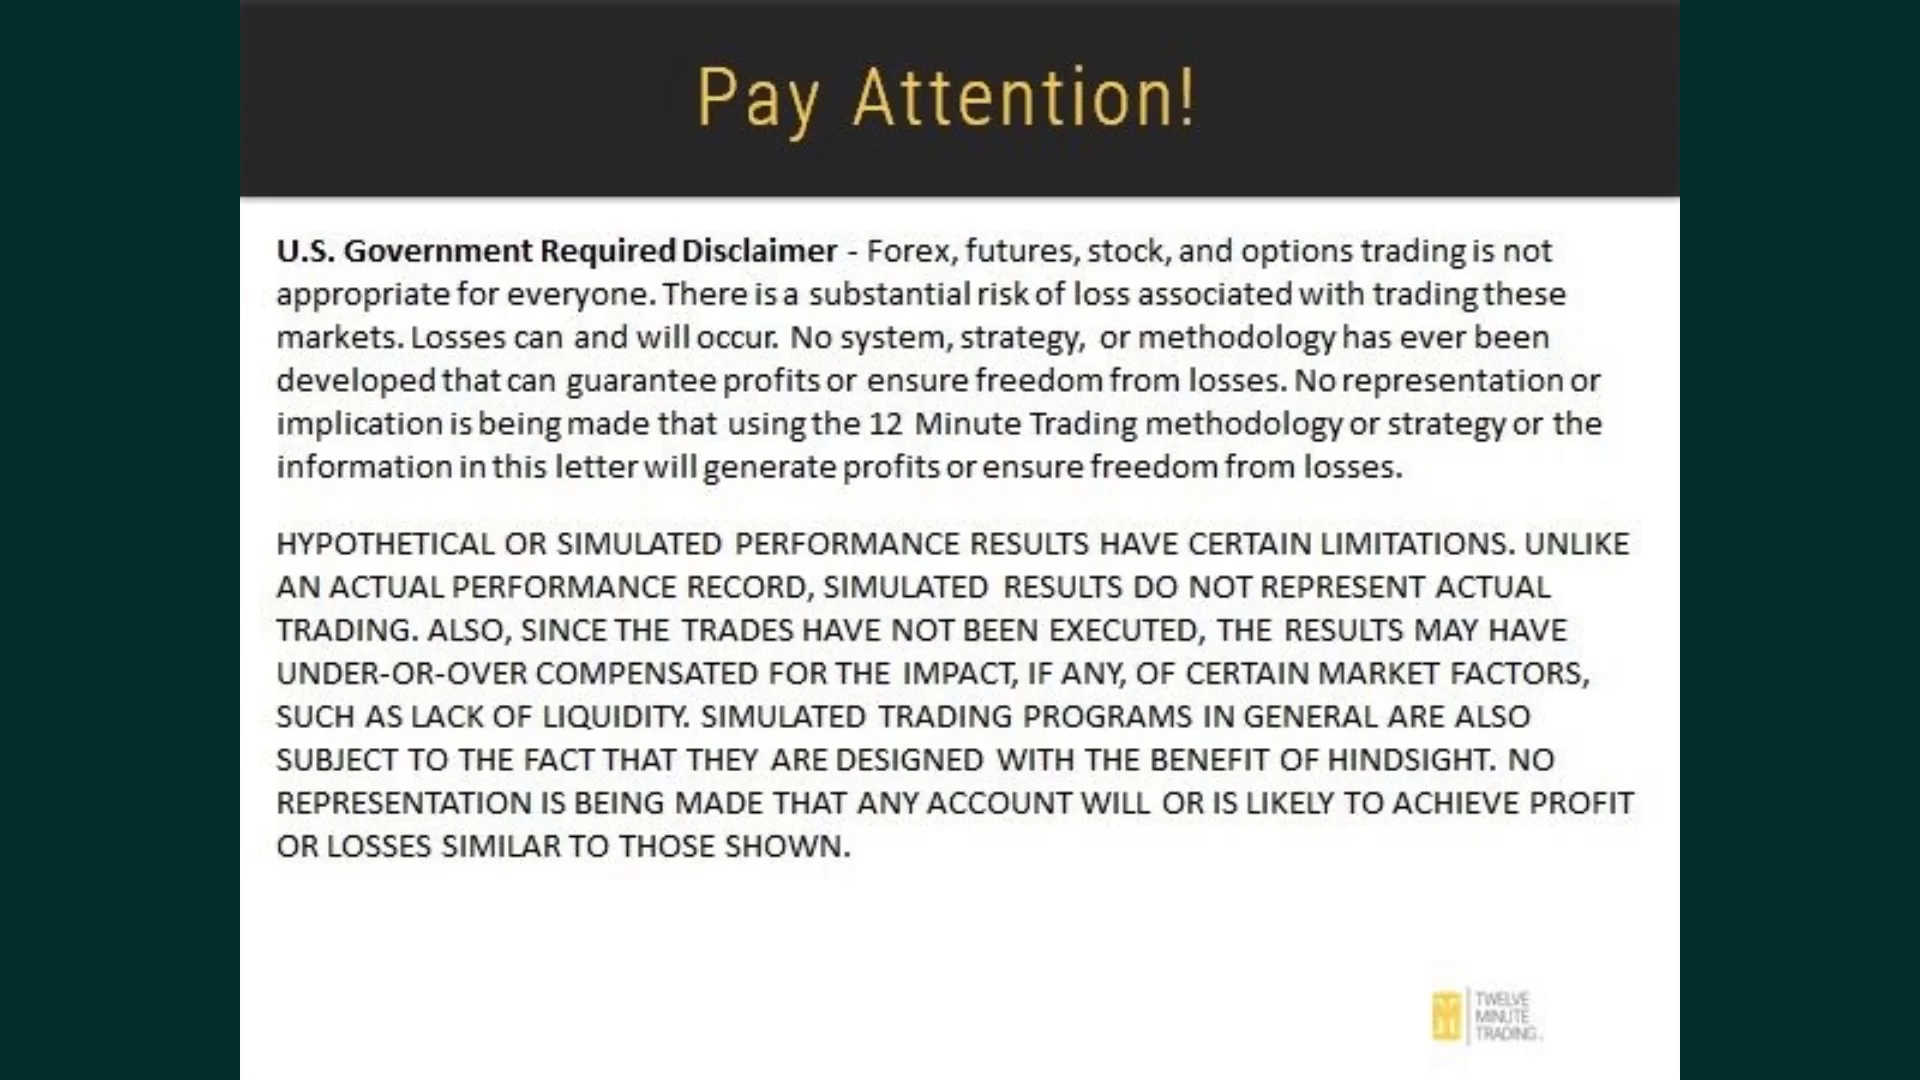 Pay Attention!
U.S. Government Required Disclaimer - Forex, futures, stock, and options trading is not
appropriate for everyone. There is a substantial risk of loss associated with trading these
markets. Losses can and will occur. No system, strategy, or methodology has ever been
developed that can guarantee profits or ensure freedom from losses. No representation or
implication is being made that using the 12 Minute Trading methodology or strategy or the
information in this letter will generate profits or ensure freedom from losses.
HYPOTHETICAL OR SIMULATED PERFORMANCE RESULTS HAVE CERTAIN LIMITATIONS. UNLIKE
AN ACTUAL PERFORMANCE RECORD, SIMULATED RESULTS DO NOT REPRESENT ACTUAL
TRADING. ALSO, SINCE THE TRADES HAVE NOT BEEN EXECUTED, THE RESULTS MAY HAVE
UNDER-OR-OVER COMPENSATED FOR THE IMPACT, IF ANY, OF CERTAIN MARKET FACTORS,
SUCH AS LACK OF LIQUIDITY. SIMULATED TRADING PROGRAMS IN GENERAL ARE ALSO
SUBJECT TO THE FACT THAT THEY ARE DESIGNED WITH THE BENEFIT OF HINDSIGHT. NO
REPRESENTATION IS BEING MADE THAT ANY ACCOUNT WILL OR IS LIKELY TO ACHIEVE PROFIT
OR LOSSES SIMILAR TO THOSE SHOWN.
TWELVE
MINUTE
TRADING.